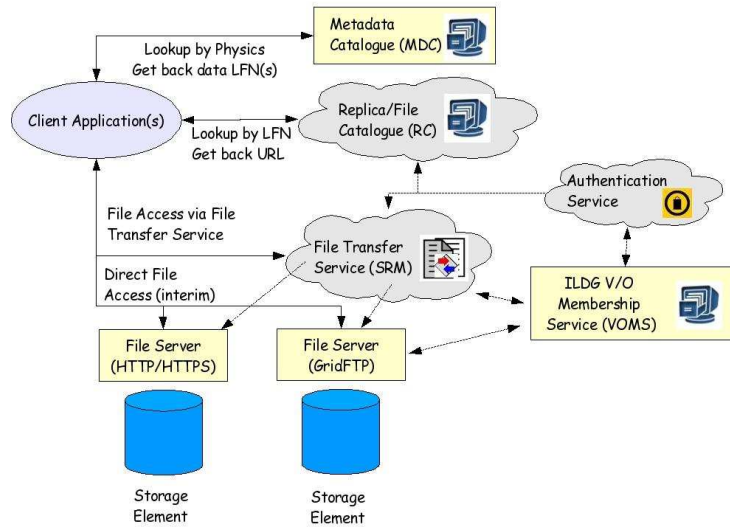 Metadata
Catalogue (MDC)
Lookup by Physics
Get back data LFN(s)
Client Application(s)
Replica/File
Catalogue (RC)
Lookup by LFN
Get back URL
Authentication
Service
File Access via File
Transfer Service
File Transfer
Service (SRM)
Direct File
Access (interim)
ILDG V/O
Membership
Service (VOMS)
File Server
(HTTP/HTTPS)
File Server
(GridFTP)
Storage
Element
Storage
Element